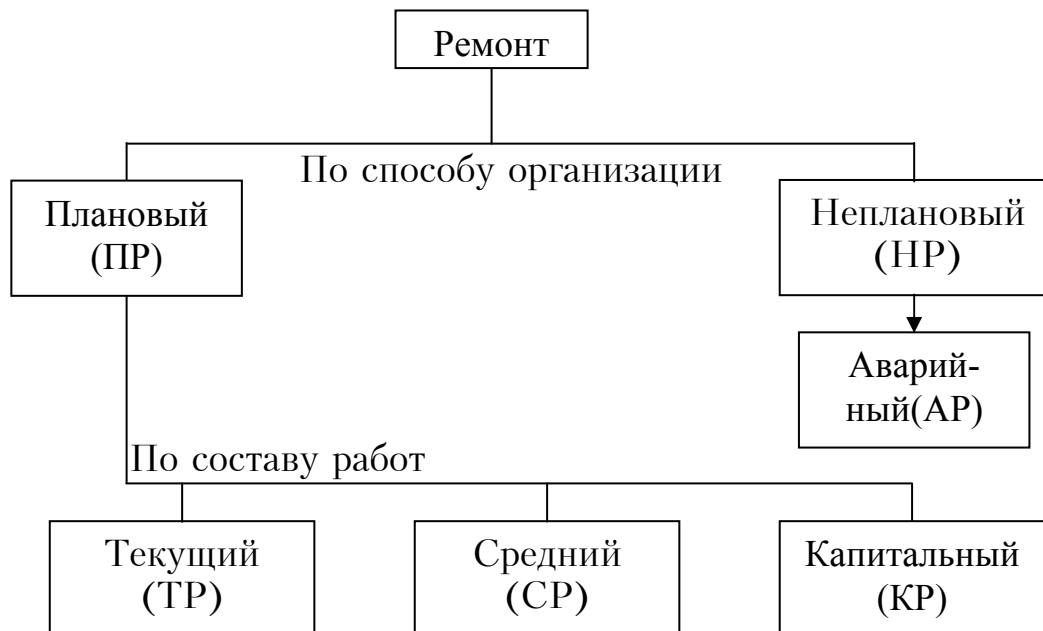 Ремонт
По способу организации
Плановый
(ПР)
Неплановый
(НР)
Аварий-
ный(АР)
По составу работ
Текущий
(ТР)
Средний
(СР)
Капитальный
(КР)